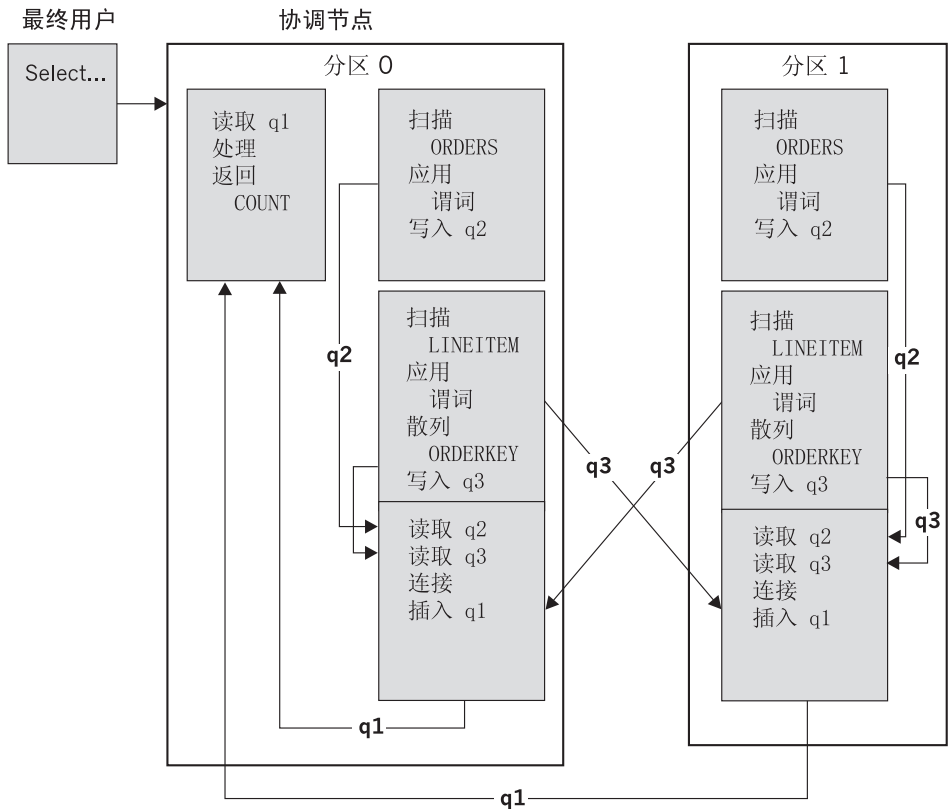 最终用户
协调节点
Select...
分区 0
读取 q1
处理
返回
COUNT
扫描
ORDERS
应用
谓词
写入 q2
扫描
LINEITEM
应用
谓词
散列
ORDERKEY
写入 q3
读取 q2
读取 q3
连接
插入 q1
q2
q1
q3
q3
分区 1
扫描
ORDERS
应用
谓词
写入 q2
扫描
LINEITEM
应用
谓词
散列
ORDERKEY
写入 q3
读取 q2
读取 q3
连接
插入 q1
q2
q3
q1